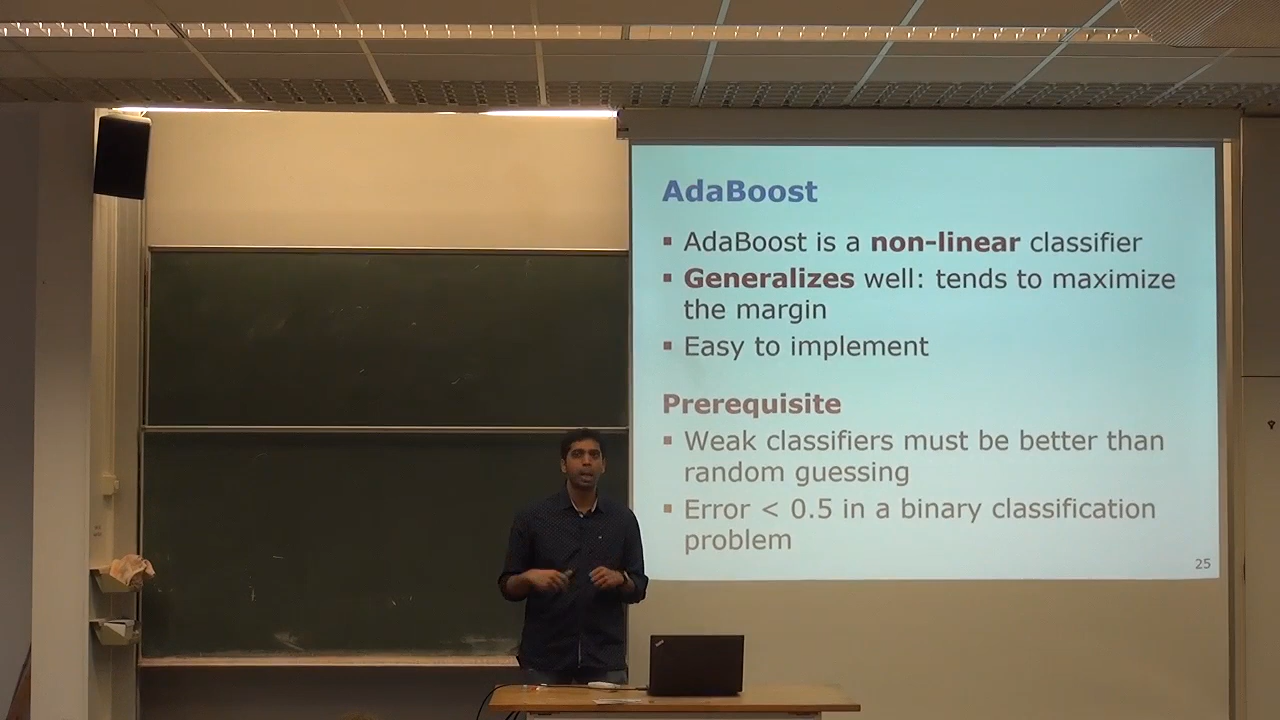 AdaBoost
▪ AdaBoost is a non-linear classifier
▪ Generalizes well: tends to maximize
the margin
▪ Easy to implement
Prerequisite
▪ Weak classifiers must be better than
random guessing
▪ Error < 0.5 in a binary classification
problem
25